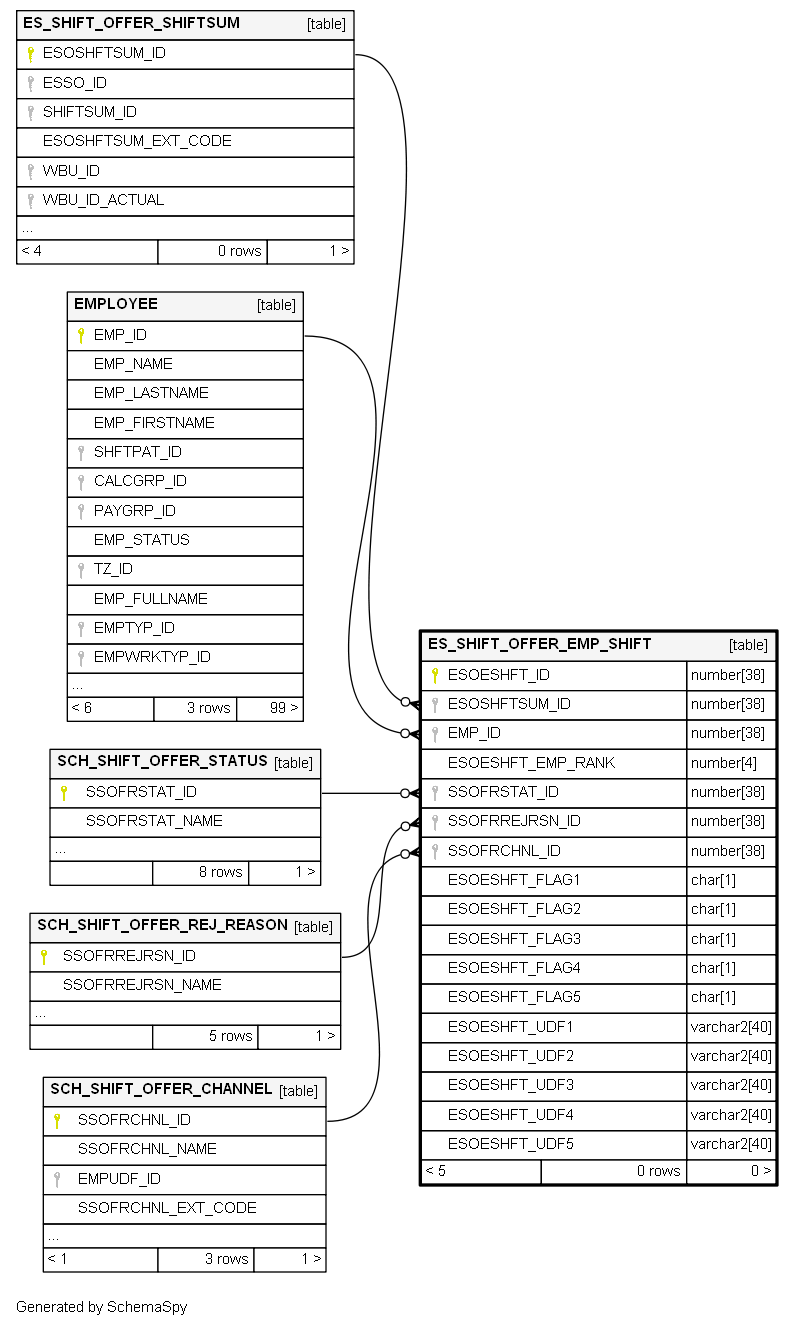 ES_SHIFT_OFFER_SHIFTSUM [table]
ESOSHFTSUM_ID
ESSO_ID
SHIFTSUM_ID
ESOSHFTSUM_EXT_CODE
WBU_ID
WBU_ID_ACTUAL
...
< 4 0 rows 1 >
EMPLOYEE [table]
EMP_ID
EMP_NAME
EMP_LASTNAME
EMP_FIRSTNAME
SHFTPAT_ID
CALCGRP_ID
PAYGRP_ID
EMP_STATUS
TZ_ID
EMP_FULLNAME
EMPTYP_ID
EMPWRKTYP_ID
...
< 6 3 rows 99 >
SCH_SHIFT_OFFER_STATUS [table]
SSOFRSTAT_ID
SSOFRSTAT_NAME
...
8 rows 1 >
SCH_SHIFT_OFFER_REJ_REASON [table]
SSOFRREJRSN_ID
SSOFRREJRSN_NAME
...
5 rows 1 >
SCH_SHIFT_OFFER_CHANNEL [table]
SSOFRCHNL_ID
SSOFRCHNL_NAME
EMPUDF_ID
SSOFRCHNL_EXT_CODE
...
< 1 3 rows 1 >
ES_SHIFT_OFFER_EMP_SHIFT [table]
ESOESHFT_ID number[38]
ESOSHFTSUM_ID number[38]
EMP_ID number[38]
ESOESHFT_EMP_RANK number[4]
SSOFRSTAT_ID number[38]
SSOFRREJRSN_ID number[38]
SSOFRCHNL_ID number[38]
ESOESHFT_FLAG1 char[1]
ESOESHFT_FLAG2 char[1]
ESOESHFT_FLAG3 char[1]
ESOESHFT_FLAG4 char[1]
ESOESHFT_FLAG5 char[1]
ESOESHFT_UDF1 varchar2[40]
ESOESHFT_UDF2 varchar2[40]
ESOESHFT_UDF3 varchar2[40]
ESOESHFT_UDF4 varchar2[40]
ESOESHFT_UDF5 varchar2[40]
< 5 0 rows 0 >
Generated by SchemaSpy